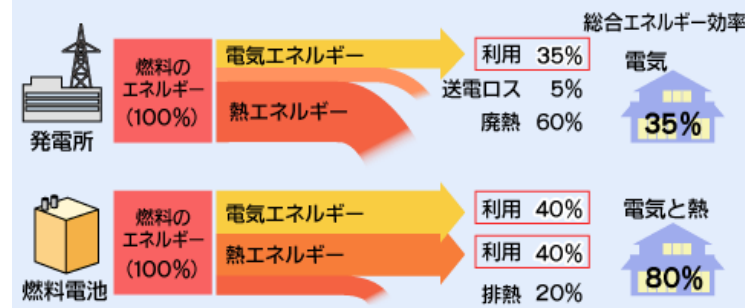 総合エネルギー効率
発電所
燃料の
エネルギー
(100%)
電気エネルギー
熱エネルギー
利用 35%
送電ロス 5%
廃熱 60%
電気
35%
燃料電池
燃料の
エネルギー
(100%)
電気エネルギー
熱エネルギー
利用 40%
利用 40%
排熱 20%
電気と熱
80%